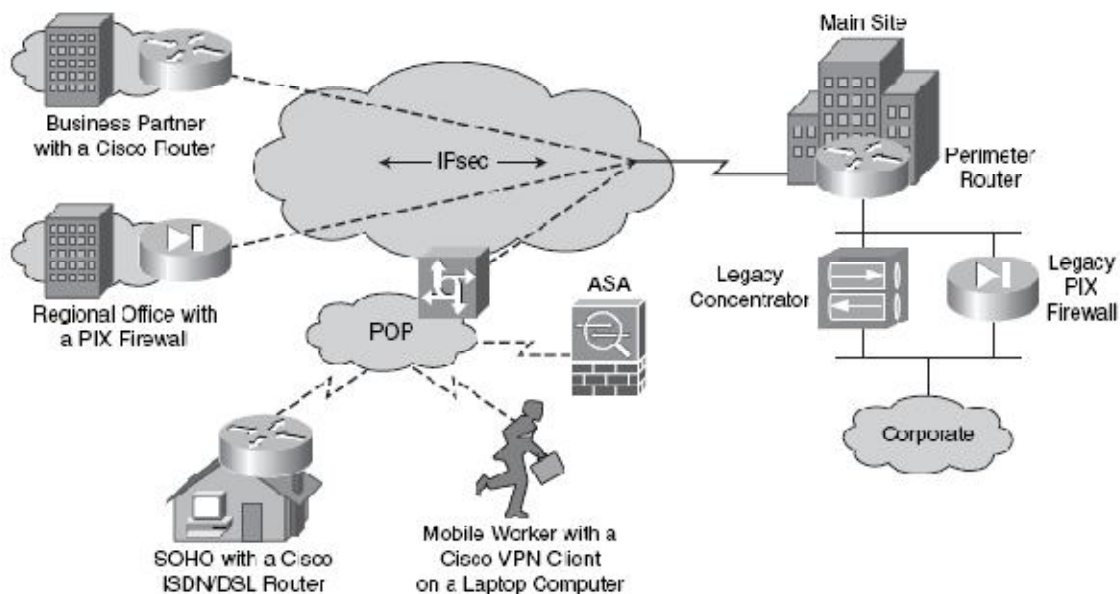 Main Site
Business Partner
with a Cisco Router
IPsec
Perimeter
Router
Legacy
Concentrator
Legacy
PIX
Firewall
Regional Office with
a PIX Firewall
ASA
POP
Corporate
SOHO with a Cisco
ISDN/DSL Router
Mobile Worker with a
Cisco VPN Client
on a Laptop Computer